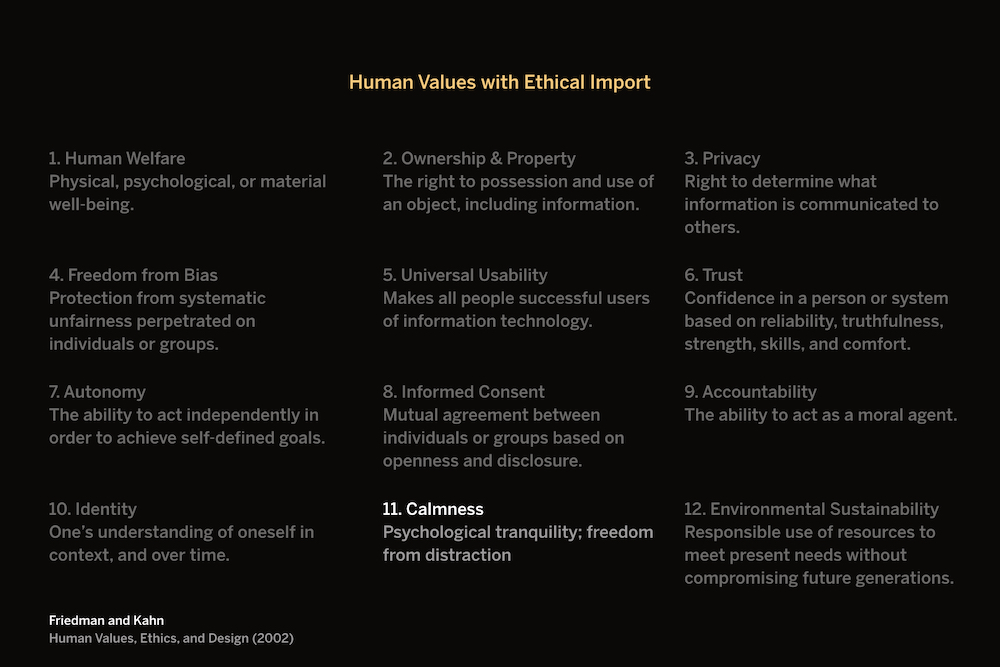 Human Values with Ethical Import
1. Human Welfare
Physical, psychological, or material
well-being.
2. Ownership & Property
The right to possession and use of
an object, including information.
3. Privacy
Right to determine what
information is communicated to
others.
4. Freedom from Bias
Protection from systematic
unfairness perpetrated on
individuals or groups.
5. Universal Usability
Makes all people successful users
of information technology.
6. Trust
Confidence in a person or system
based on reliability, truthfulness,
strength, skills, and comfort.
7. Autonomy
The ability to act independently in
order to achieve self-defined goals.
8. Informed Consent
Mutual agreement between
individuals or groups based on
openness and disclosure.
9. Accountability
The ability to act as a moral agent.
10. Identity
One's understanding of oneself in
context, and over time.
11. Calmness
Psychological tranquility; freedom
from distraction
12. Environmental Sustainability
Responsible use of resources to
meet present needs without
compromising future generations.
Friedman and Kahn
Human Values, Ethics, and Design (2002)